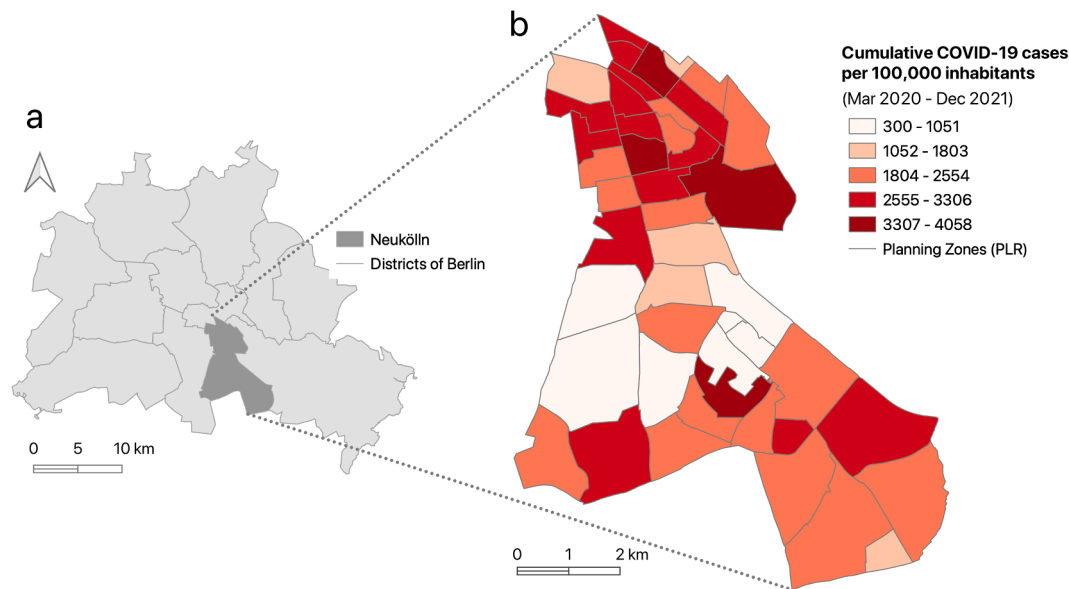 a
Neukölln
Districts of Berlin
0 5 10 km
b
Cumulative COVID-19 cases
per 100,000 inhabitants
(Mar 2020 - Dec 2021)
300 - 1051
1052 - 1803
1804 - 2554
2555 - 3306
3307 - 4058
Planning Zones (PLR)
0 1 2 km